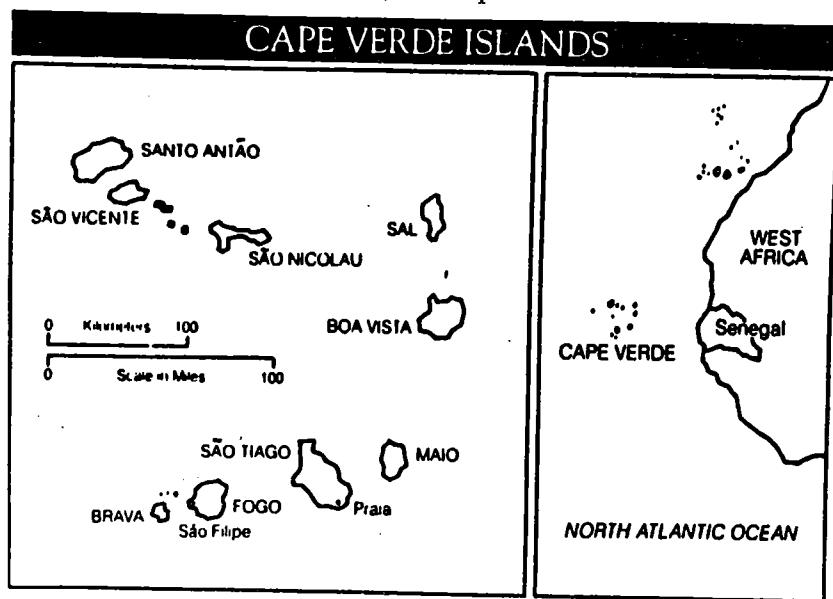 CAPE VERDE ISLANDS
SANTO ANTÃO
SÃO VICENTE
SÃO NICOLAU
SAL
BOA VISTA
0 Kilometers 100
0 Scale in Miles 100
SÃO TIAGO
MAIO
BRAVA
FOGO
São Filipe
Praia
WEST
AFRICA
Senegal
CAPE VERDE
NORTH ATLANTIC OCEAN